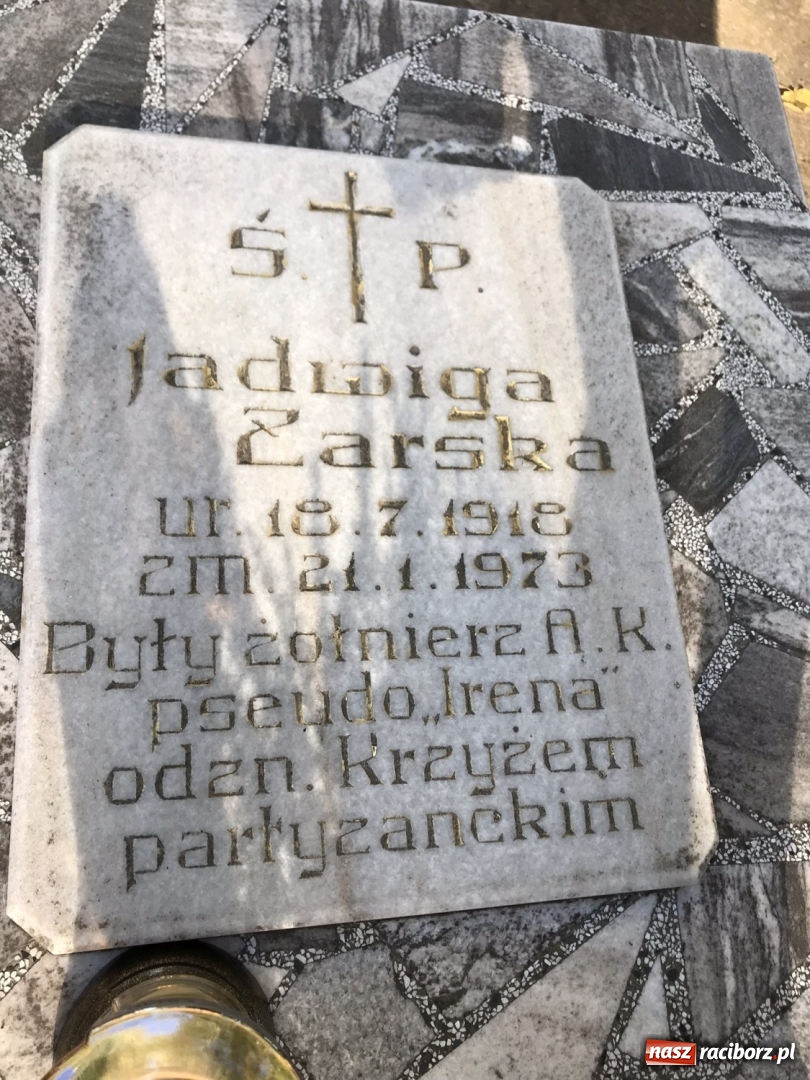 Ś. P.
Jadwiga
Żarska
ur. 18.7.1918
zm. 21.1.1973
Były żołnierz A.K.
pseudo „Irena”
odzn. Krzyżem
partyzanckim
nasz raciborz.pl